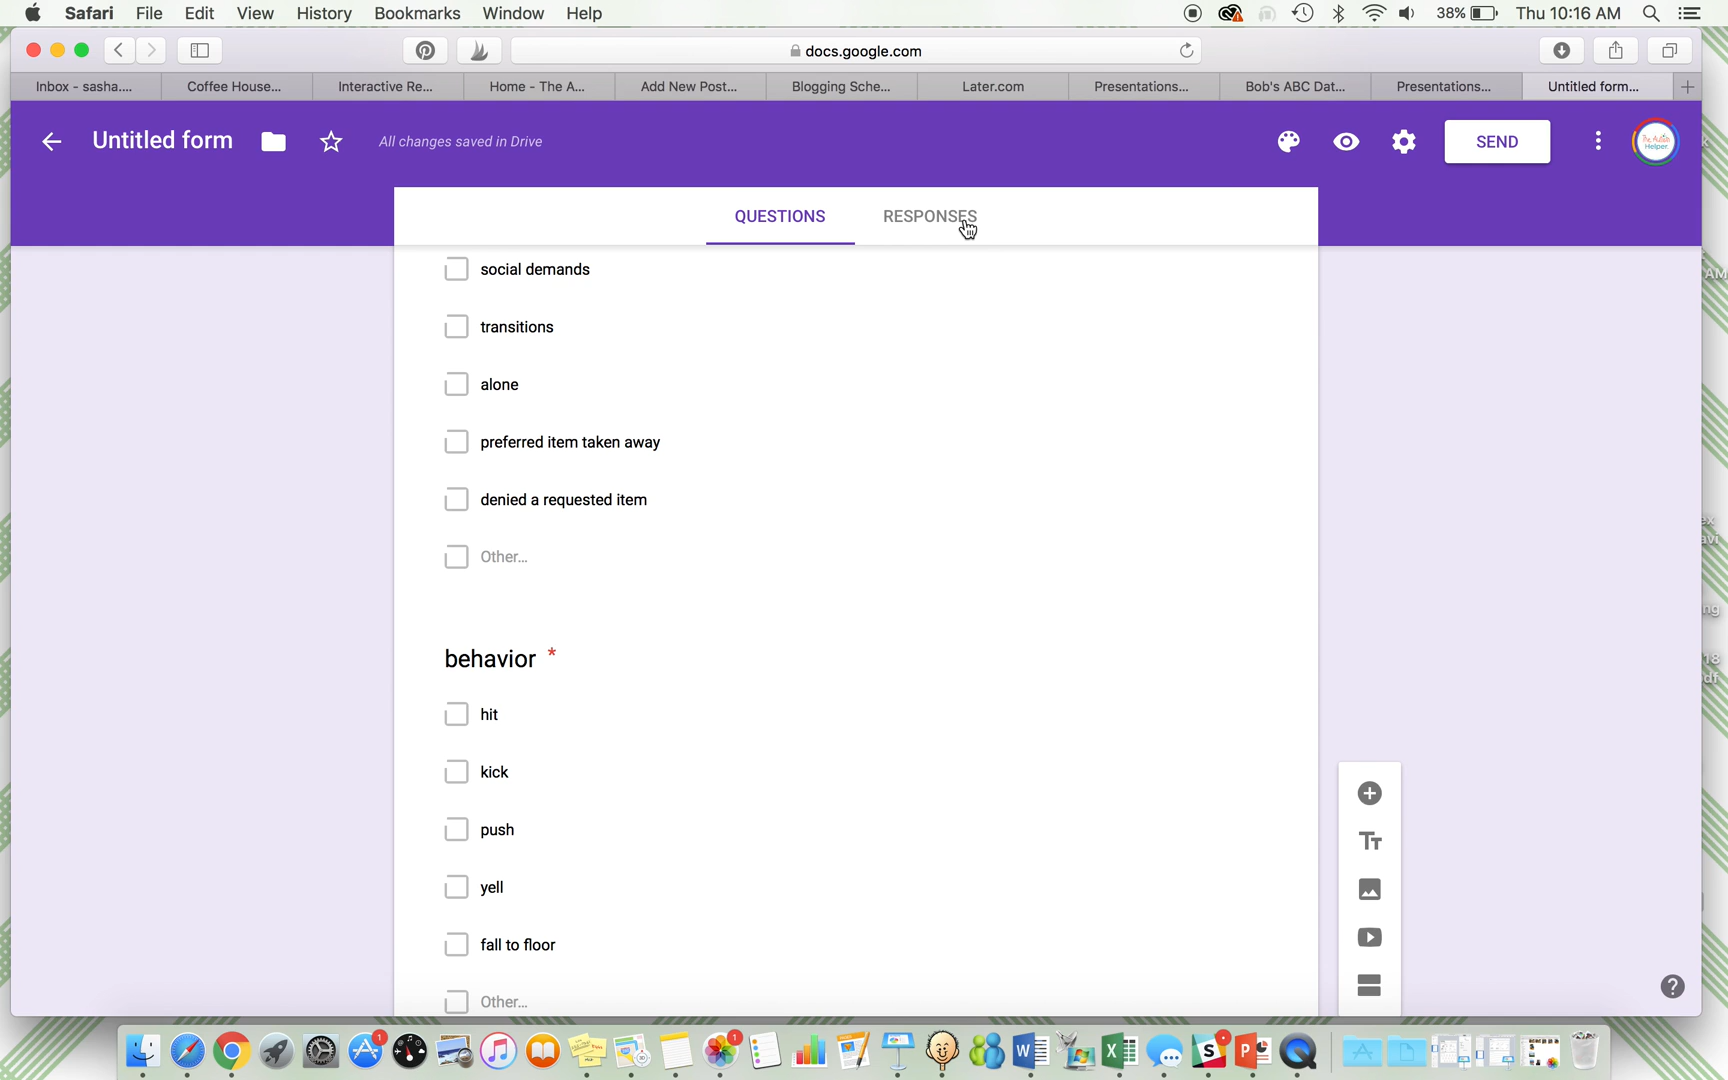 Safari File Edit View History Bookmarks Window Help 38% Thu 10:16 AM
docs.google.com
Inbox - sasha.... Coffee House... Interactive Re... Home - The A... Add New Post... Blogging Sche... Later.com Presentations... Bob's ABC Dat... Presentations... Untitled form...
Untitled form All changes saved in Drive SEND
The Autism Helper
QUESTIONS RESPONSES
social demands
transitions
alone
preferred item taken away
denied a requested item
Other...
behavior *
hit
kick
push
yell
fall to floor
Other...